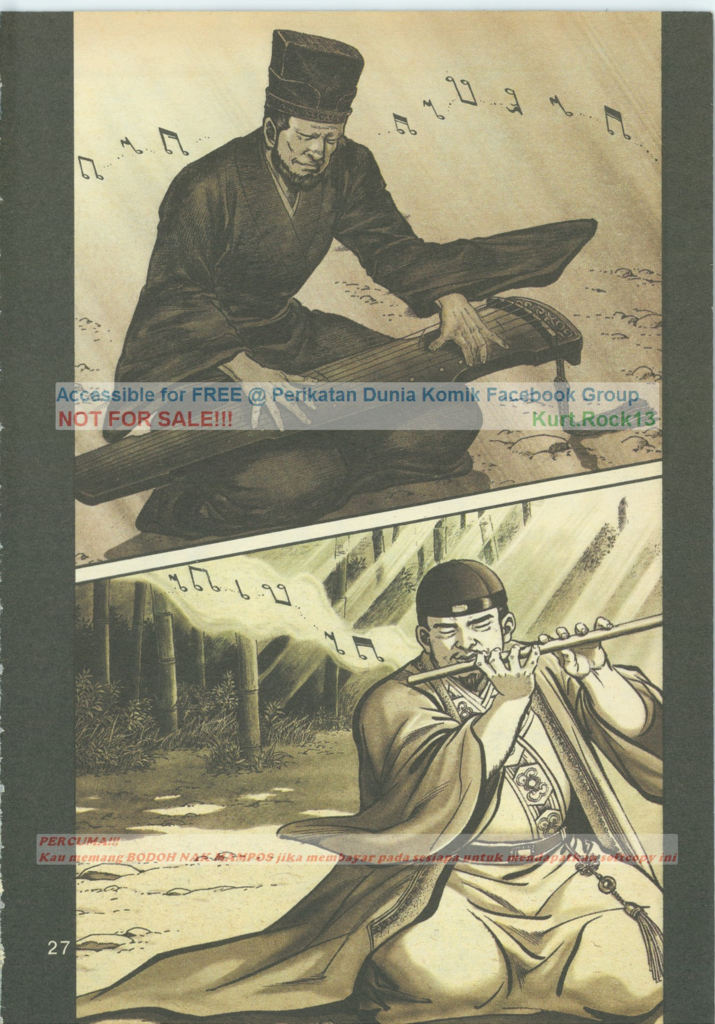 Accessible for FREE @ Perikatan Dunia Komik Facebook Group
NOT FOR SALE!!! Kurt.Rock13
PERCUMA!!!
Kau memang BODOH NAK MAMPOS jika membayar pada sesiapa untuk mendapatkan softcopy ini
27